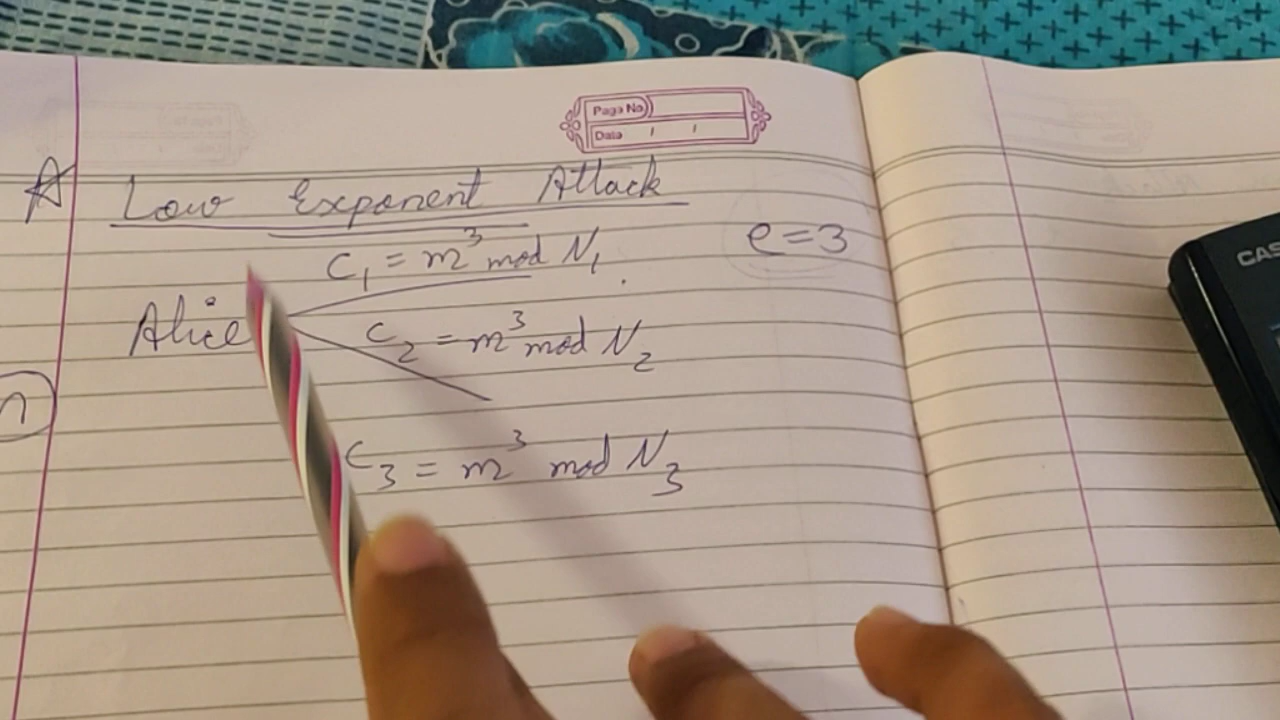 Page No
Date
Low Exponent Attack
e = 3
C₁ = m³ mod N₁
Alice
C₂ = m³ mod N₂
n
C₃ = m³ mod N₃
CAS